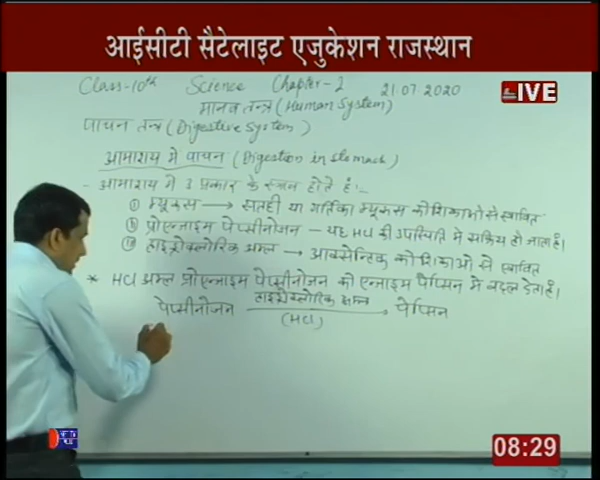 आईसीटी सैटेलाइट एजुकेशन राजस्थान
Class-10th Science Chapter-2 21.07.2020
LIVE
मानव तन्त्र (Human System)
पाचन तन्त्र (Digestive System)
आमाशय मे पाचन (Digestion in stomach)
- आमाशय मे 3 प्रकार के स्त्राव होते है:-
① म्यूकस → सतही या गर्तिका म्यूकस कोशिकाओं से स्त्रावित
② प्रोएन्जाइम पेप्सीनोजन - यह HCl की उपस्थिति मे सक्रिय हो जाता है।
हाइड्रोक्लोरिक अम्ल → आक्सेन्टिक कोशिकाओ से स्त्रावित
* HCl अम्ल प्रोएन्जाइम पेप्सीनोजन को एन्जाइम पेप्सिन मे बदल देता है।
पेप्सीनोजन हाइड्रोक्लोरिक अम्ल (HCl) → पेप्सिन
08:29